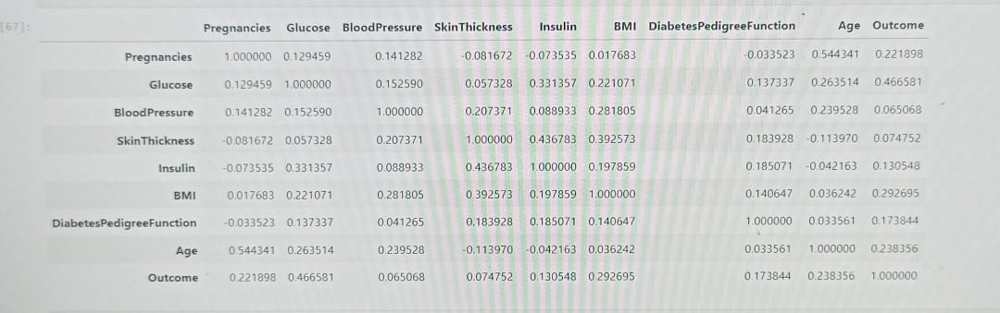 [67]:
Pregnancies Glucose BloodPressure SkinThickness Insulin BMI DiabetesPedigreeFunction Age Outcome
Pregnancies 1.000000 0.129459 0.141282 -0.081672 -0.073535 0.017683 -0.033523 0.544341 0.221898
Glucose 0.129459 1.000000 0.152590 0.057328 0.331357 0.221071 0.137337 0.263514 0.466581
BloodPressure 0.141282 0.152590 1.000000 0.207371 0.088933 0.281805 0.041265 0.239528 0.065068
SkinThickness -0.081672 0.057328 0.207371 1.000000 0.436783 0.392573 0.183928 -0.113970 0.074752
Insulin -0.073535 0.331357 0.088933 0.436783 1.000000 0.197859 0.185071 -0.042163 0.130548
BMI 0.017683 0.221071 0.281805 0.392573 0.197859 1.000000 0.140647 0.036242 0.292695
DiabetesPedigreeFunction -0.033523 0.137337 0.041265 0.183928 0.185071 0.140647 1.000000 0.033561 0.173844
Age 0.544341 0.263514 0.239528 -0.113970 -0.042163 0.036242 0.033561 1.000000 0.238356
Outcome 0.221898 0.466581 0.065068 0.074752 0.130548 0.292695 0.173844 0.238356 1.000000